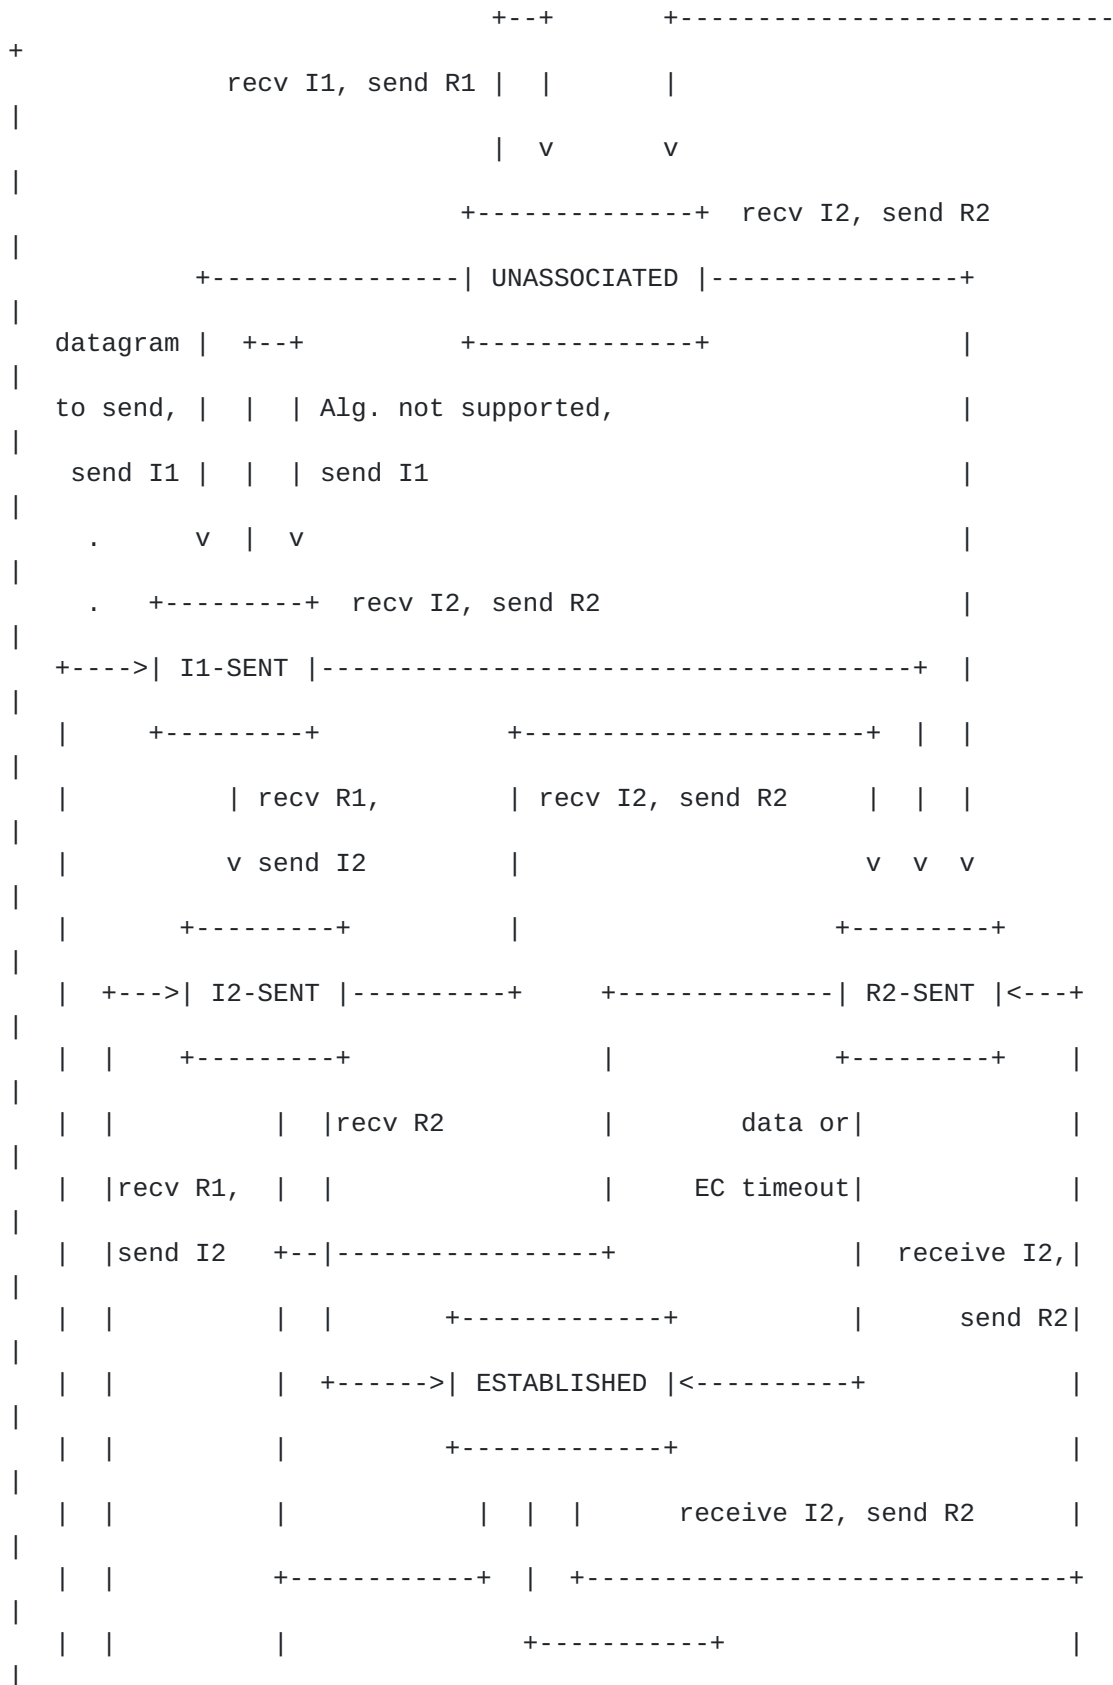 +--+       +----------------------------
+
              recv I1, send R1 |  |       |
|
                               |  v       v
|
                             +--------------+  recv I2, send R2
|
            +----------------| UNASSOCIATED |----------------+
|
   datagram |  +--+          +--------------+                |
|
   to send, |  |  | Alg. not supported,                      |
|
    send I1 |  |  | send I1                                  |
|
     .      v  |  v                                          |
|
     .   +---------+  recv I2, send R2                       |
|
   +---->| I1-SENT |--------------------------------------+  |
|
   |     +---------+            +----------------------+  |  |
|
   |          | recv R1,        | recv I2, send R2     |  |  |
|
   |          v send I2         |                      v  v  v
|
   |       +---------+          |                    +---------+
|
   |  +--->| I2-SENT |----------+     +--------------| R2-SENT |<---+
|
   |  |    +---------+                |              +---------+    |
|
   |  |          |  |recv R2          |        data or|             |
|
   |  |recv R1,  |  |                 |     EC timeout|             |
|
   |  |send I2   +--|-----------------+               |  receive I2,|
|
   |  |          |  |       +-------------+           |      send R2|
|
   |  |          |  +------>| ESTABLISHED |<----------+             |
|
   |  |          |          +-------------+                         |
|
   |  |          |            |  |  |      receive I2, send R2      |
|
   |  |          +------------+  |  +-------------------------------+
|
   |  |          |               +-----------+                      |
|